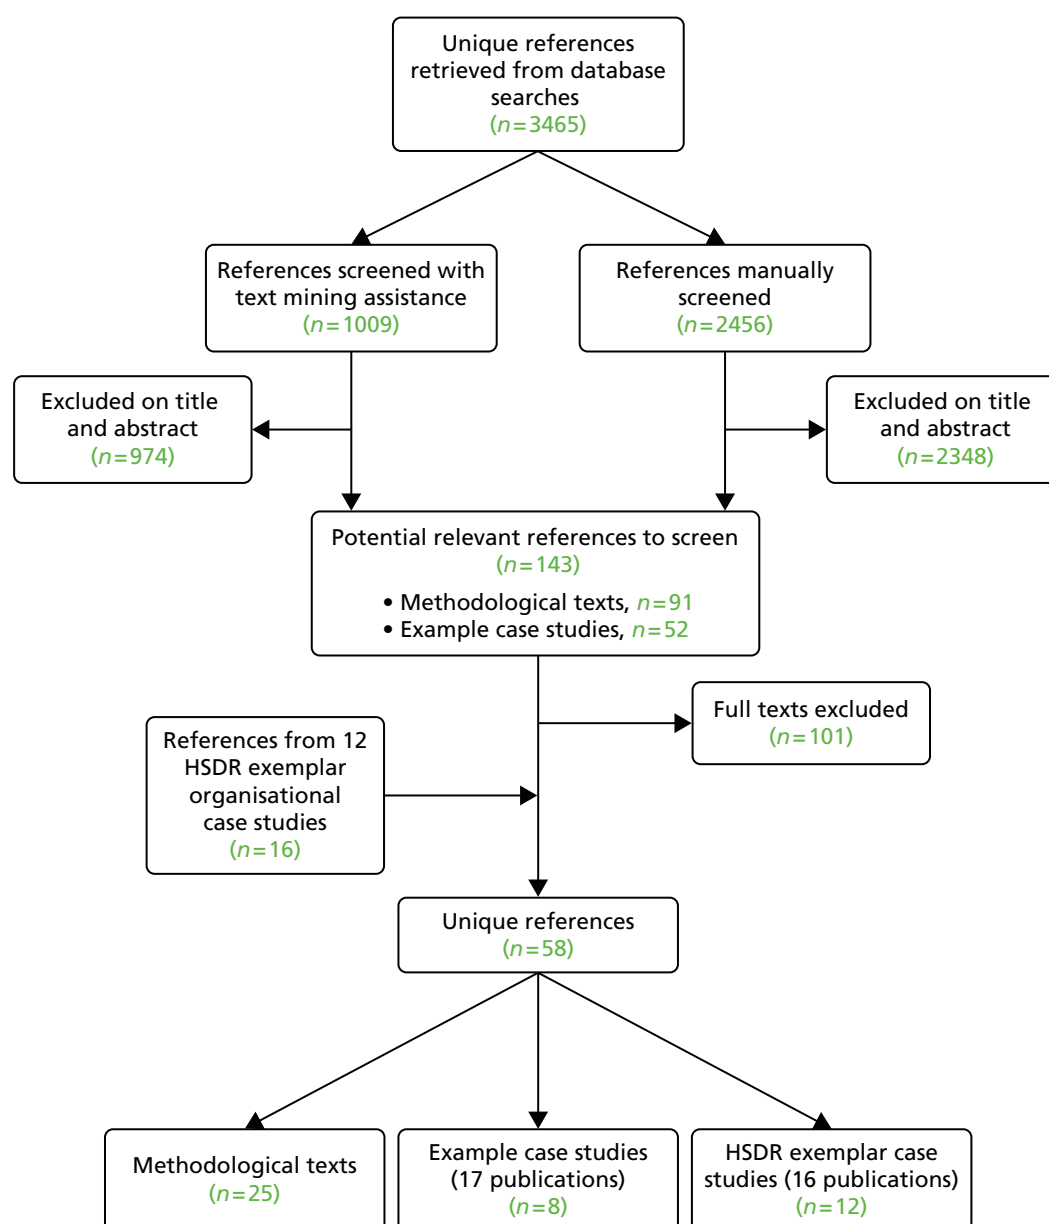 Unique references
retrieved from database
searches
(n=3465)
References screened with
text mining assistance
(n=1009)
References manually
screened
(n=2456)
Excluded on title
and abstract
(n=974)
Excluded on title
and abstract
(n=2348)
Potential relevant references to screen
(n=143)
• Methodological texts, n=91
• Example case studies, n=52
Full texts excluded
(n=101)
References from 12
HSDR exemplar
organisational
case studies
(n=16)
Unique references
(n=58)
Methodological texts
(n=25)
Example case studies
(17 publications)
(n=8)
HSDR exemplar case
studies (16 publications)
(n=12)